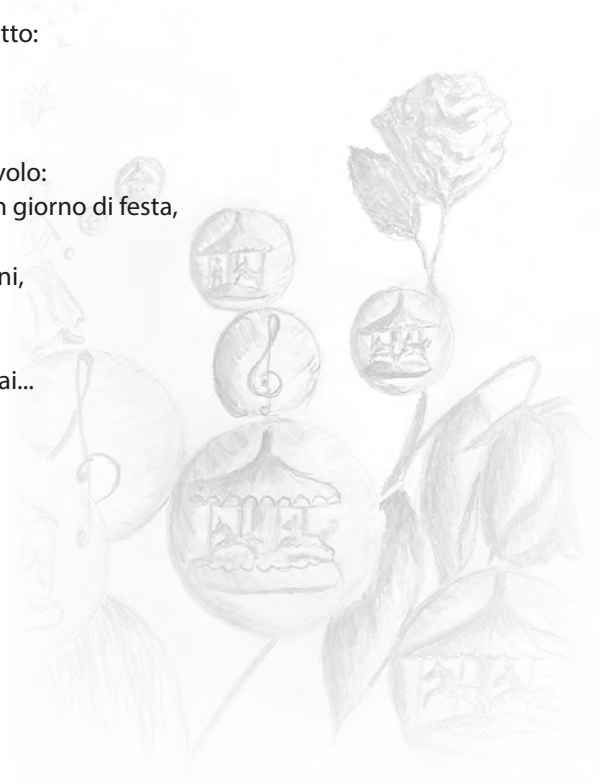 tto:
volo:
n giorno di festa,
ni,
ai...